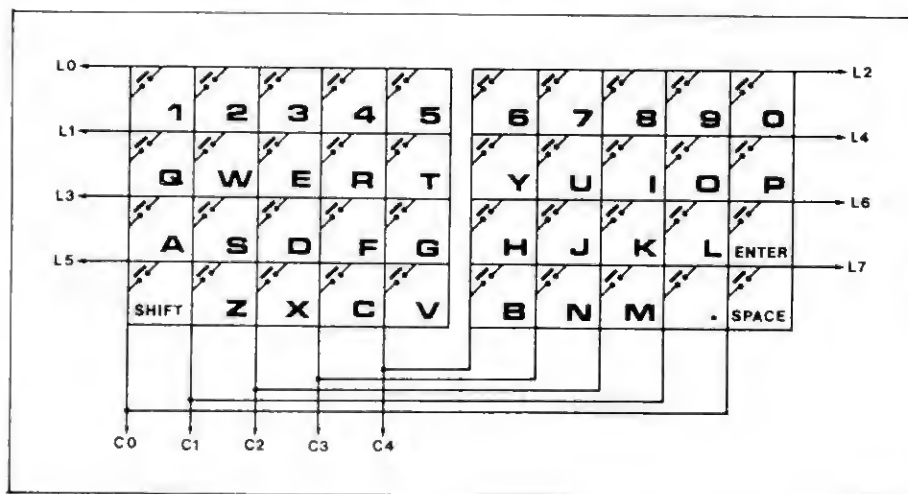 L0 L2
1 2 3 4 5 6 7 8 9 0
L1 L4
Q W E R T Y U I O P
L3 L6
A S D F G H J K L ENTER
L5 L7
SHIFT Z X C V B N M . SPACE
C0 C1 C2 C3 C4